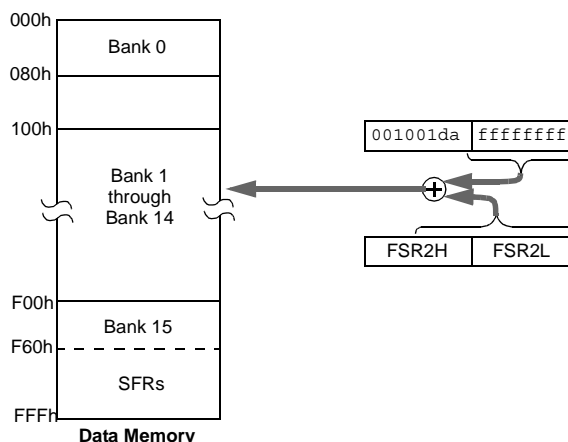 000h
Bank 0
080h
100h
001001da ffffffff
Bank 1
through
Bank 14
FSR2H FSR2L
F00h
Bank 15
F60h
SFRs
FFFh
Data Memory